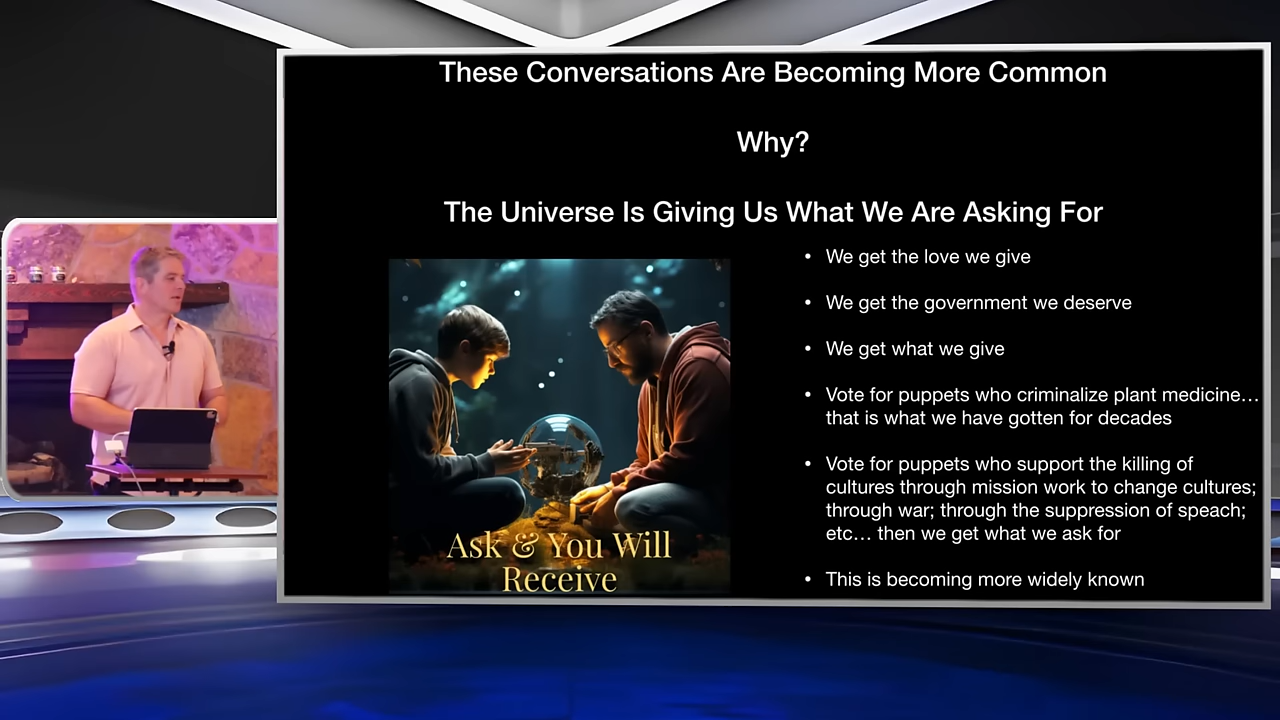 These Conversations Are Becoming More Common
Why?
The Universe Is Giving Us What We Are Asking For
• We get the love we give
• We get the government we deserve
• We get what we give
• Vote for puppets who criminalize plant medicine…
that is what we have gotten for decades
• Vote for puppets who support the killing of
cultures through mission work to change cultures;
through war; through the suppression of speach;
etc… then we get what we ask for
• This is becoming more widely known
Ask & You Will
Receive